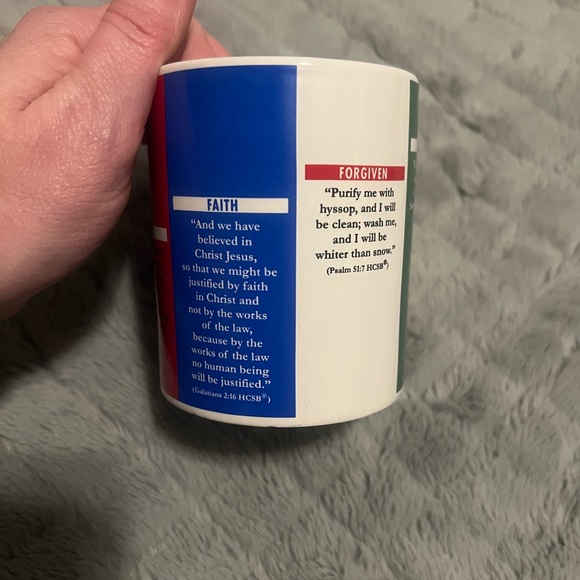 FAITH
“And we have
believed in
Christ Jesus,
so that we might be
justified by faith
in Christ and
not by the works
of the law,
because by the
works of the law
no human being
will be justified.”
(Galatians 2:16 HCSB®)
FORGIVEN
“Purify me with
hyssop, and I will
be clean; wash me,
and I will be
whiter than snow.”
(Psalm 51:7 HCSB®)